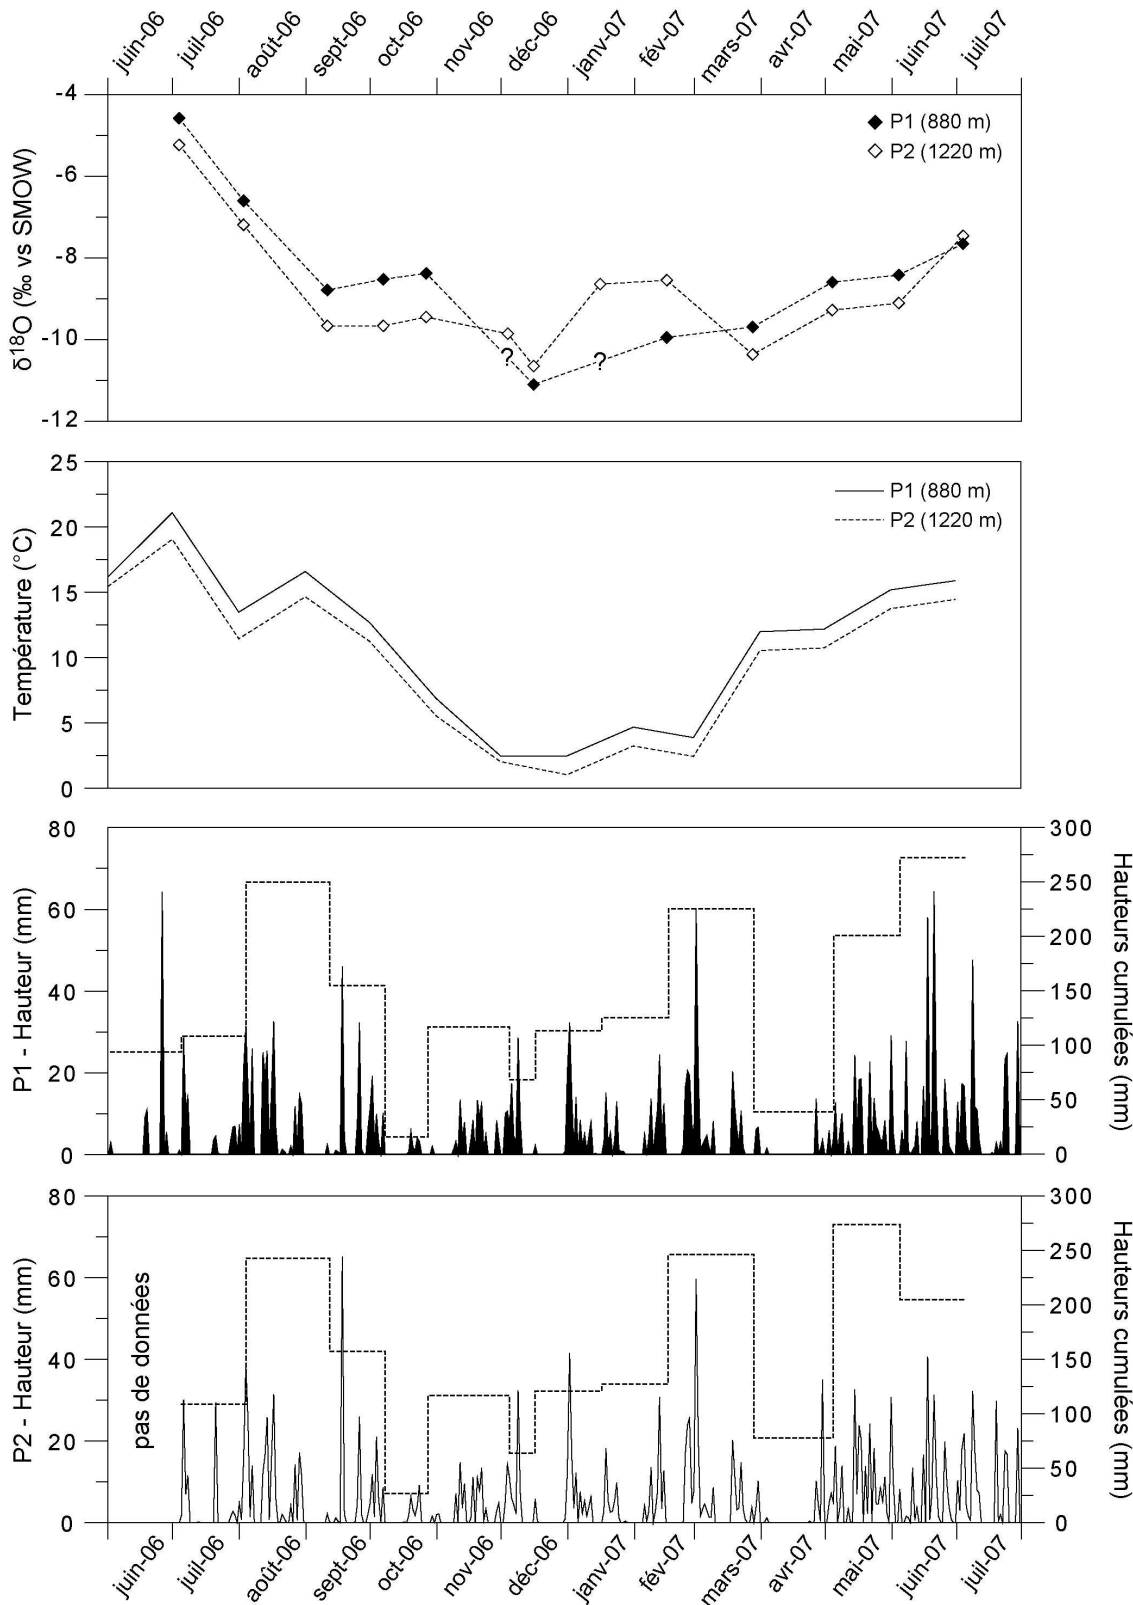 juin-06
juil-06
août-06
sept-06
oct-06
nov-06
déc-06
janv-07
fév-07
mars-07
avr-07
mai-07
juin-07
juil-07
δ18O (‰ vs SMOW)
-4
-6
-8
-10
-12
P1 (880 m)
P2 (1220 m)
?
?
Température (°C)
25
20
15
10
5
0
P1 (880 m)
P2 (1220 m)
P1 - Hauteur (mm)
80
60
40
20
0
300
250
200
150
100
50
0
Hauteurs cumulées (mm)
P2 - Hauteur (mm)
80
60
40
20
0
pas de données
300
250
200
150
100
50
0
Hauteurs cumulées (mm)
juin-06
juil-06
août-06
sept-06
oct-06
nov-06
déc-06
janv-07
fév-07
mars-07
avr-07
mai-07
juin-07
juil-07